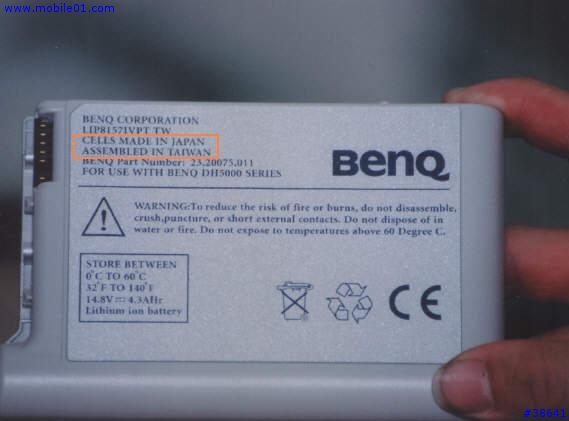 www.mobile01.com
BENQ CORPORATION
LIP8157IVPT TW
CELLS MADE IN JAPAN
ASSEMBLED IN TAIWAN
BENQ Part Number: 23.20075.011
FOR USE WITH BENQ DH5000 SERIES
BENQ
WARNING:To reduce the risk of fire or burns, do not disassemble,
crush,puncture, or short external contacts. Do not dispose of in
water or fire. Do not expose to temperatures above 60 Degree C.
STORE BETWEEN
0°C TO 60°C
32°F TO 140°F
14.8V⎓4.3AHr
Lithium ion battery
CE
#38641